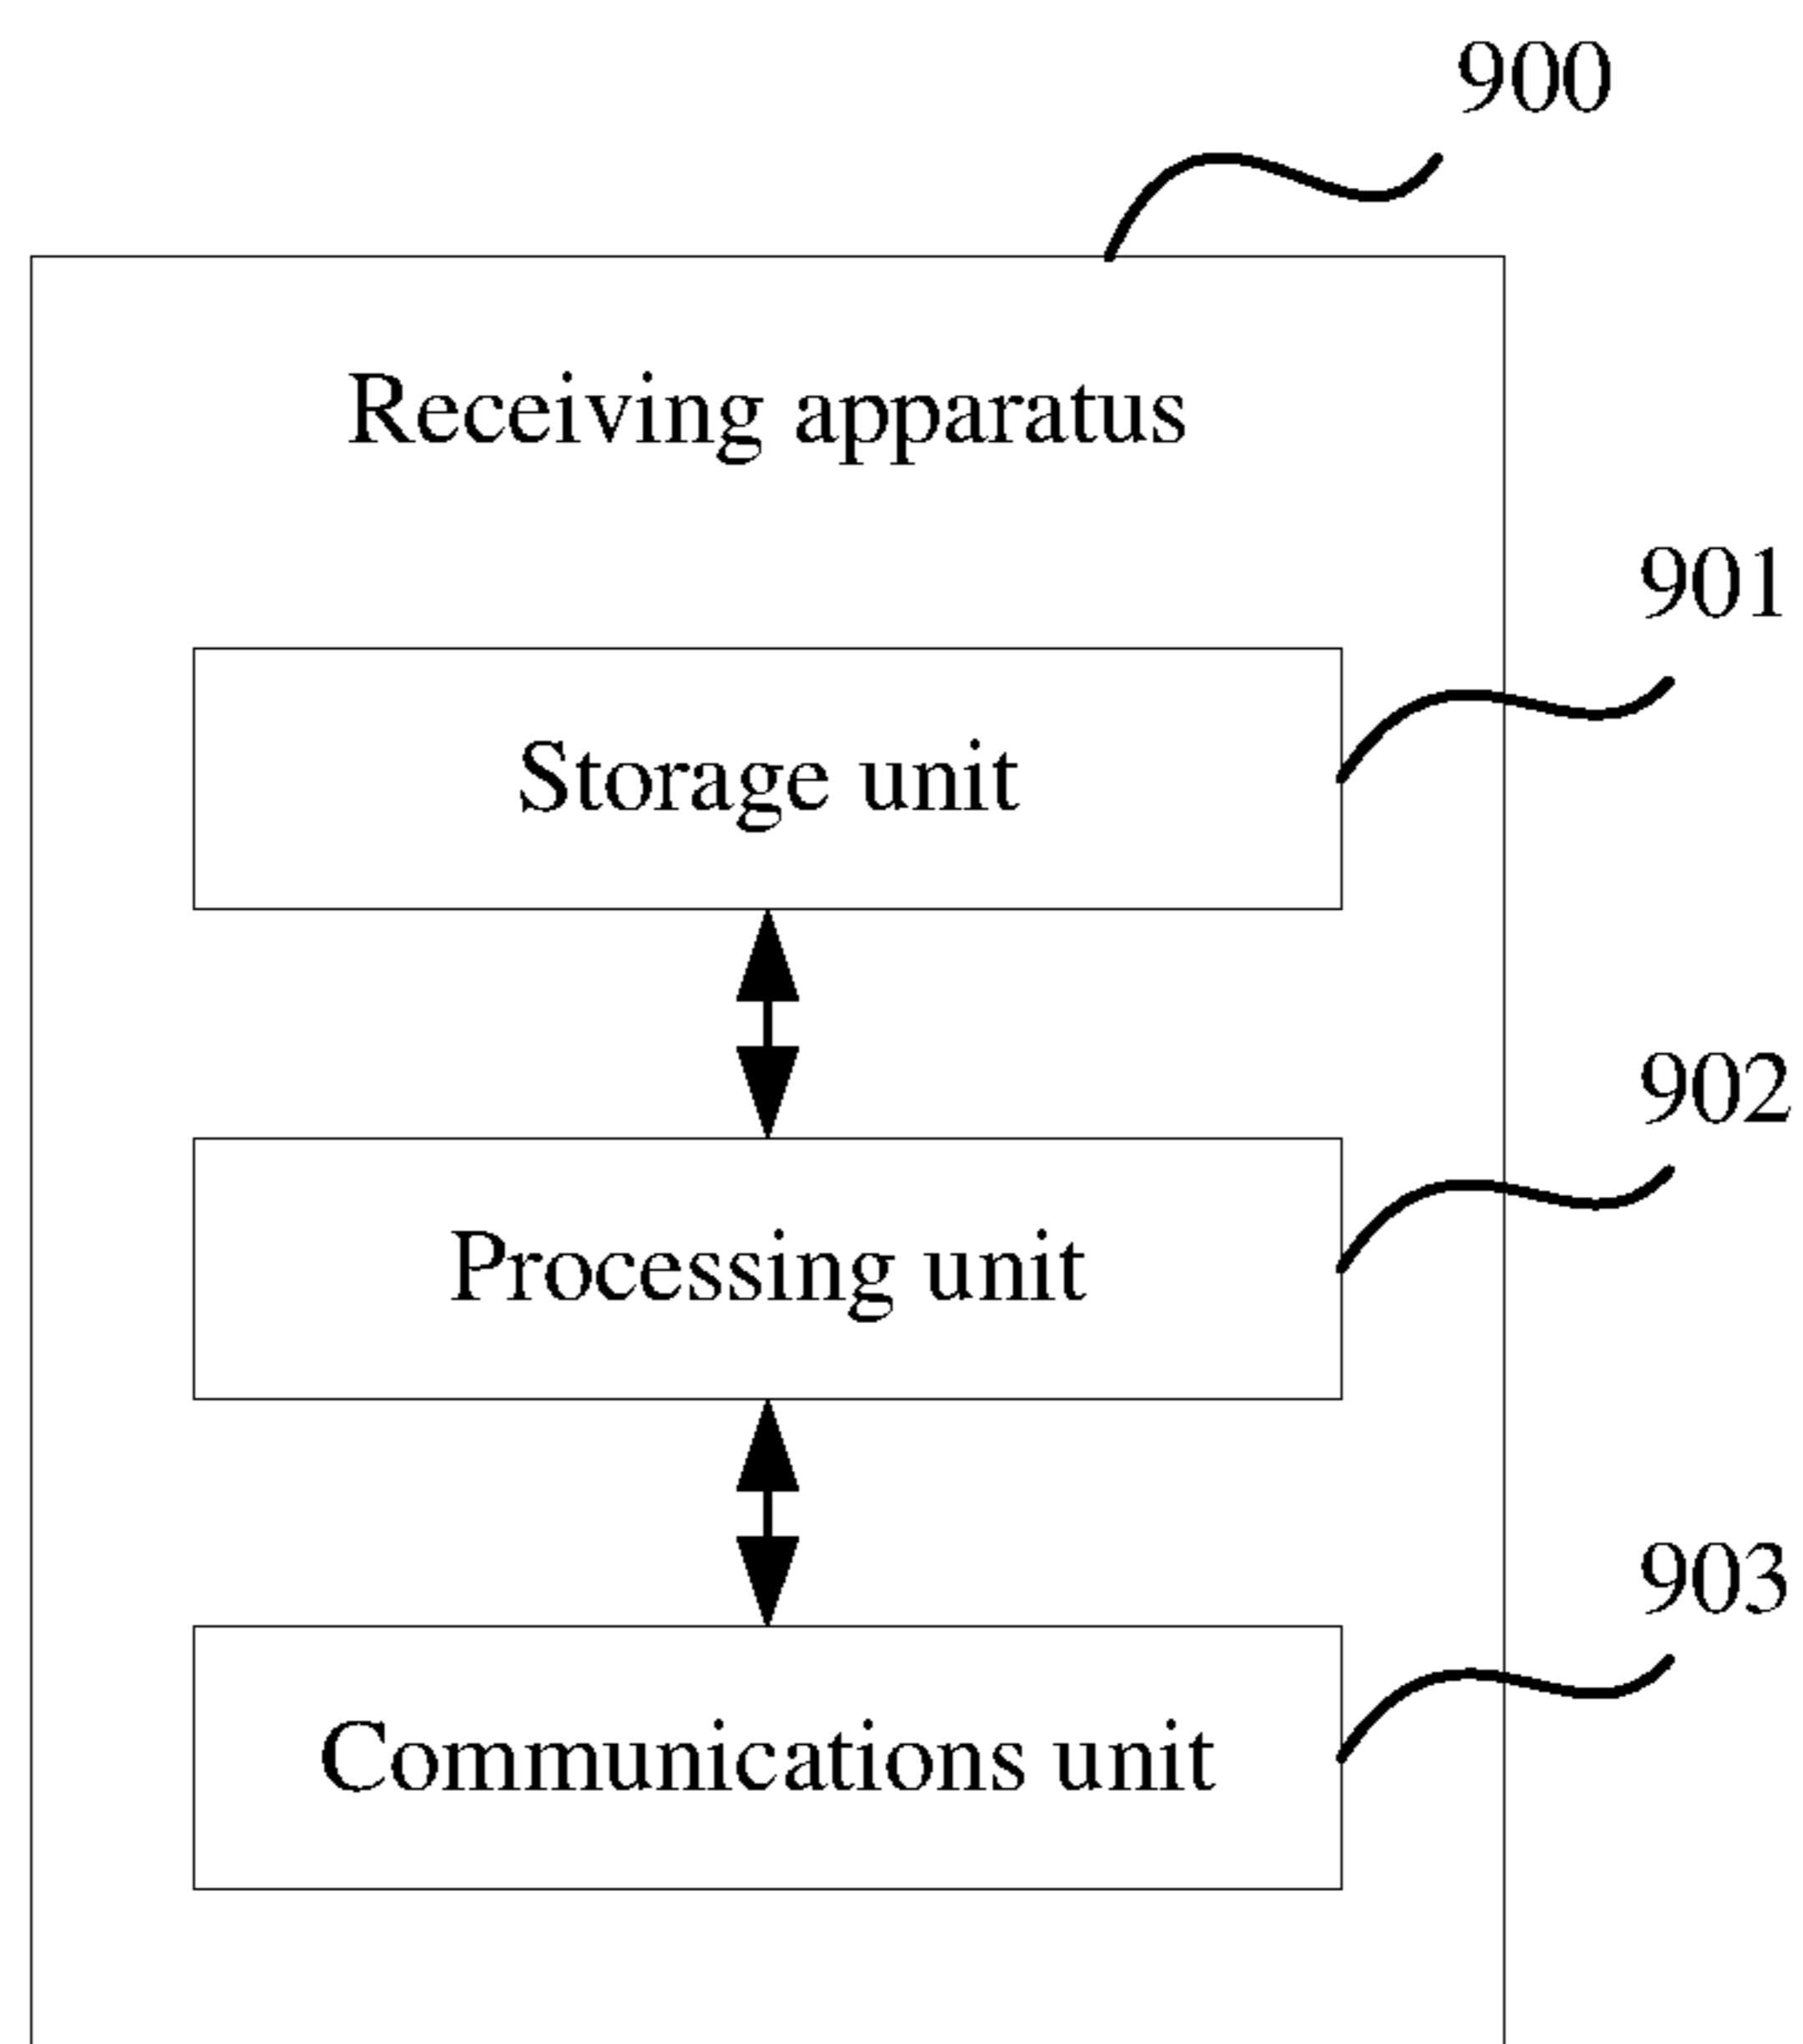 900
Receiving apparatus
901
Storage unit
902
Processing unit
903
Communications unit